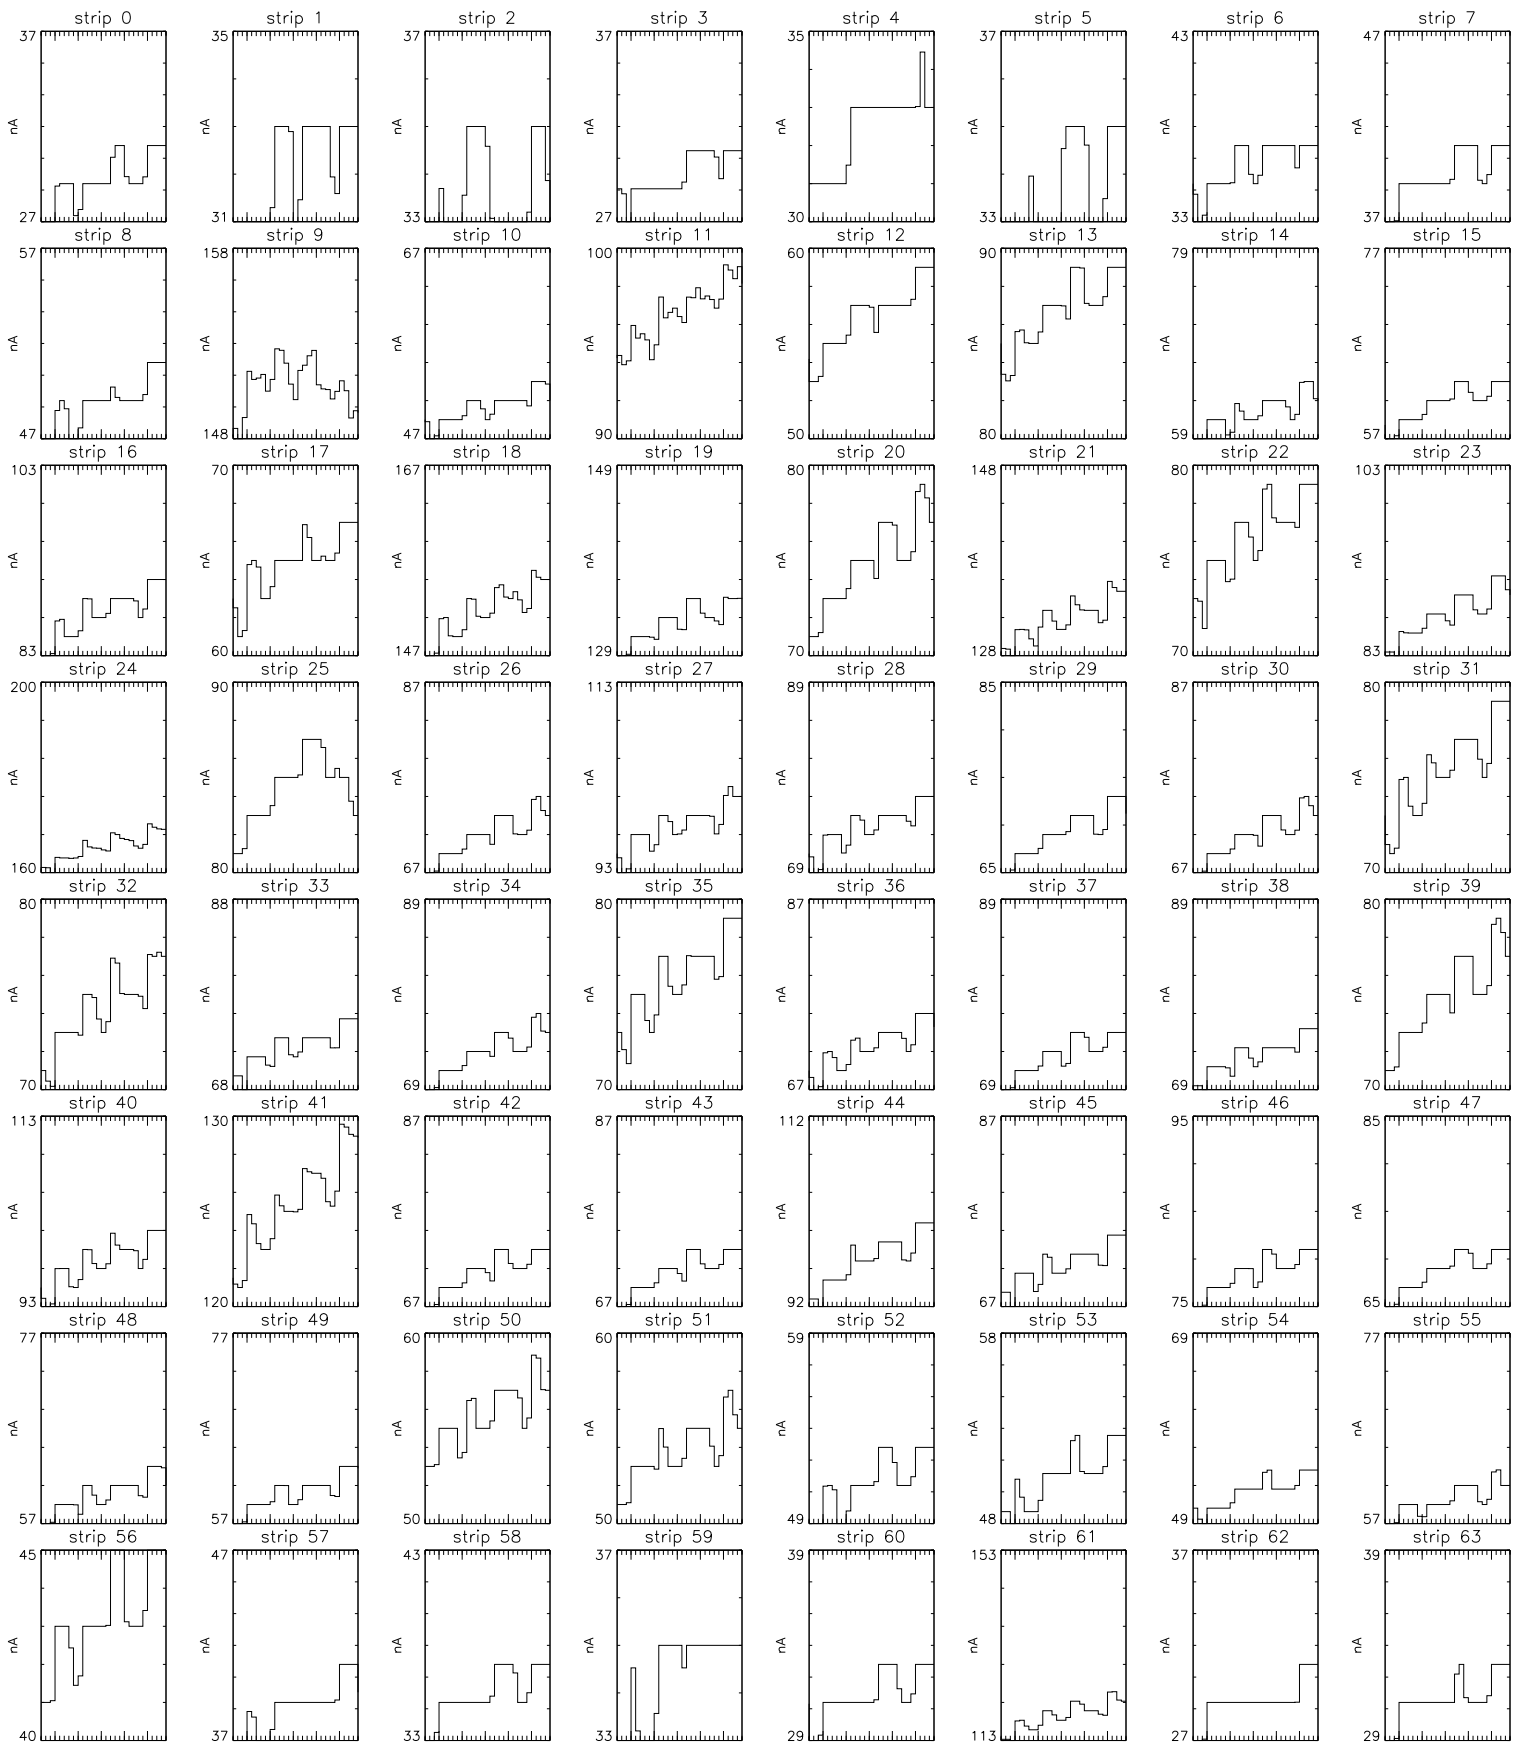 strip 0 strip 1 strip 2 strip 3 strip 4 strip 5 strip 6 strip 7
37 35 37 37 35 37 43 47
nA nA nA nA nA nA nA nA
27 31 33 27 30 33 33 37
strip 8 strip 9 strip 10 strip 11 strip 12 strip 13 strip 14 strip 15
57 158 67 100 60 90 79 77
nA nA nA nA nA nA nA nA
47 148 47 90 50 80 59 57
strip 16 strip 17 strip 18 strip 19 strip 20 strip 21 strip 22 strip 23
103 70 167 149 80 148 80 103
nA nA nA nA nA nA nA nA
83 60 147 129 70 128 70 83
strip 24 strip 25 strip 26 strip 27 strip 28 strip 29 strip 30 strip 31
200 90 87 113 89 85 87 80
nA nA nA nA nA nA nA nA
160 80 67 93 69 65 67 70
strip 32 strip 33 strip 34 strip 35 strip 36 strip 37 strip 38 strip 39
80 88 89 80 87 89 89 80
nA nA nA nA nA nA nA nA
70 68 69 70 67 69 69 70
strip 40 strip 41 strip 42 strip 43 strip 44 strip 45 strip 46 strip 47
113 130 87 87 112 87 95 85
nA nA nA nA nA nA nA nA
93 120 67 67 92 67 75 65
strip 48 strip 49 strip 50 strip 51 strip 52 strip 53 strip 54 strip 55
77 77 60 60 59 58 69 77
nA nA nA nA nA nA nA nA
57 57 50 50 49 48 49 57
strip 56 strip 57 strip 58 strip 59 strip 60 strip 61 strip 62 strip 63
45 47 43 37 39 153 37 39
nA nA nA nA nA nA nA nA
40 37 33 33 29 113 27 29